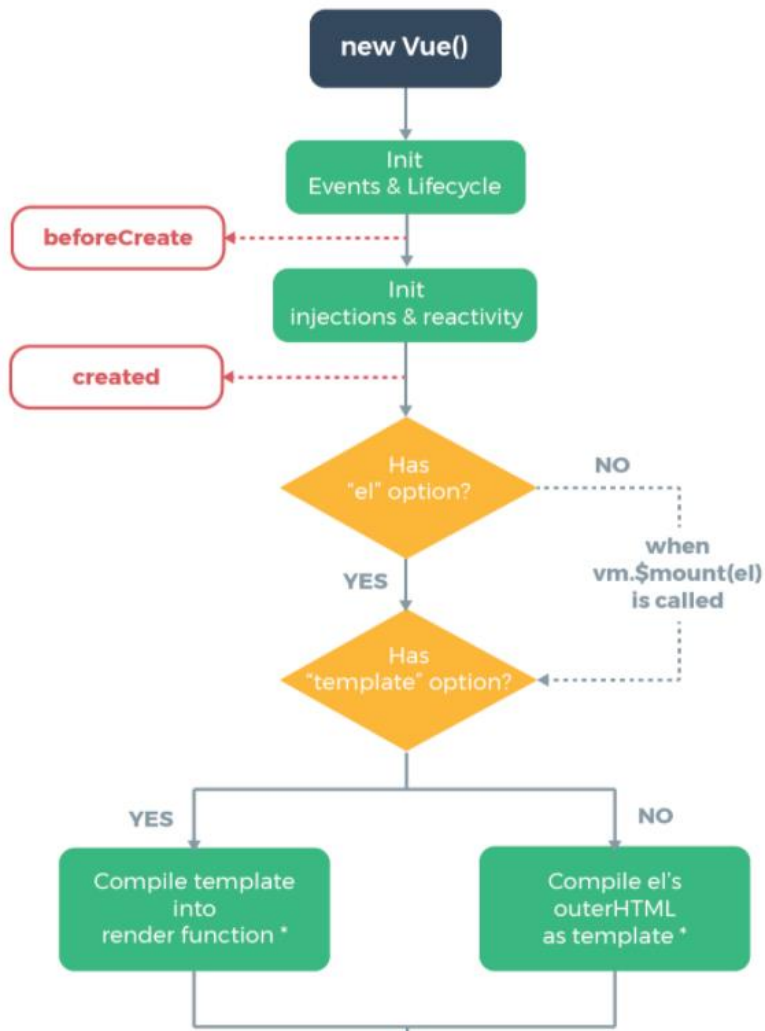 new Vue()
Init
Events & Lifecycle
beforeCreate
Init
injections & reactivity
created
Has
“el” option?
NO
when
vm.$mount(el)
is called
YES
Has
“template” option?
YES
NO
Compile template
into
render function *
Compile el’s
outerHTML
as template *